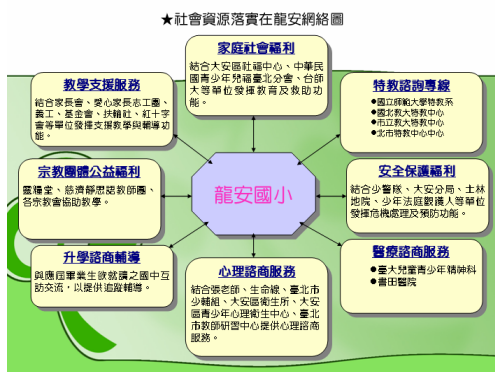 ★社會資源落實在龍安網絡圖
家庭社會福利
結合大安區社福中心、中華民
國青少年兒福臺北分會、台師
大等單位發揮教育及救助功
能。
教學支援服務
結合家長會、愛心家長志工團、
義工、基金會、扶輪社、紅十字
會等單位發揮支援教學與輔導功
能。
特教諮詢專線
●國立師範大學特教系
●國北教大特教中心
●市立教大特教中心
●北市特教中心中心
宗教團體公益福利
靈糧堂、慈濟靜思語教師團、
各宗教會協助教學。
龍安國小
安全保護福利
結合少警隊、大安分局、士林
地院、少年法庭觀護人等單位
發揮危機處理及預防功能。
升學諮商輔導
與應屆畢業生欲就讀之國中互
訪交流，以提供追蹤輔導。
心理諮商服務
結合張老師、生命線、臺北市
少輔組、大安區衛生所、大安
區青少年心理衛生中心、臺北
市教師研習中心提供心理諮商
服務。
醫療諮商服務
●臺大兒童青少年精神科
●書田醫院